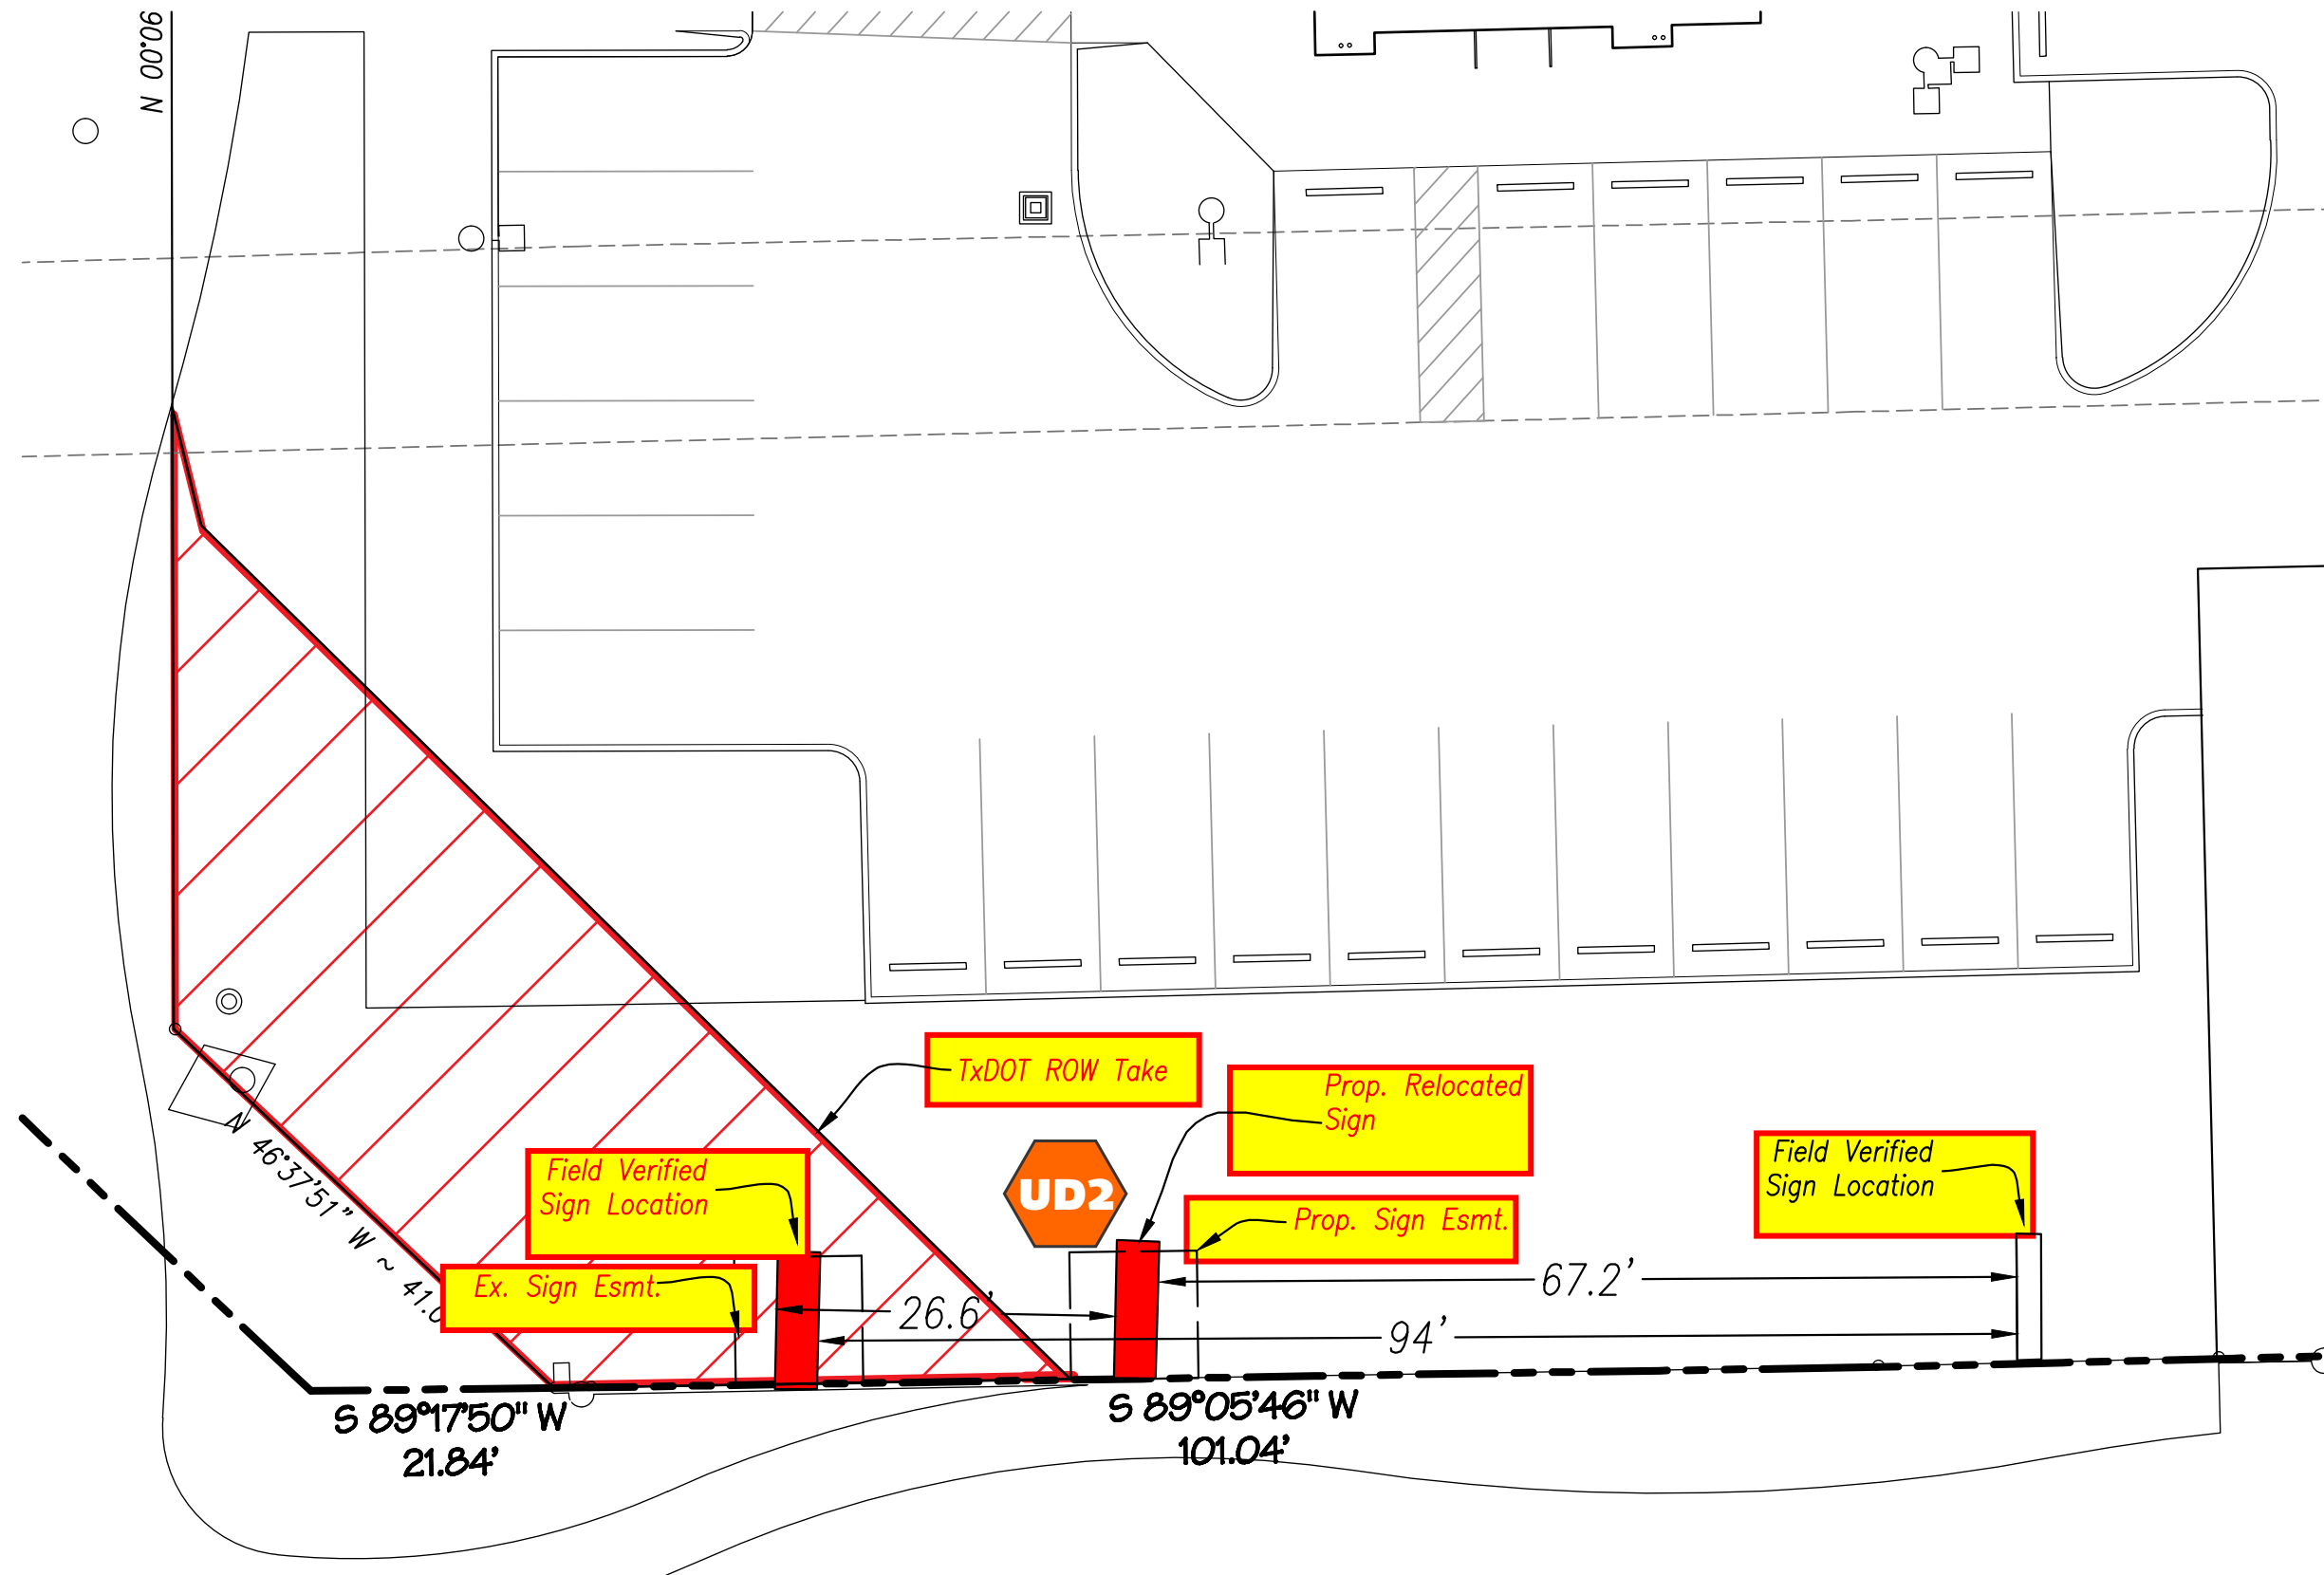 N 00°06
TxDOT ROW Take
Prop. Relocated
Sign
Field Verified
Sign Location
Field Verified
Sign Location
UD2
Prop. Sign Esmt.
Ex. Sign Esmt.
N 46°37'51" W ~ 41.0
26.6'
67.2'
94'
S 89°17'50" W
21.84'
S 89°05'46" W
101.04'